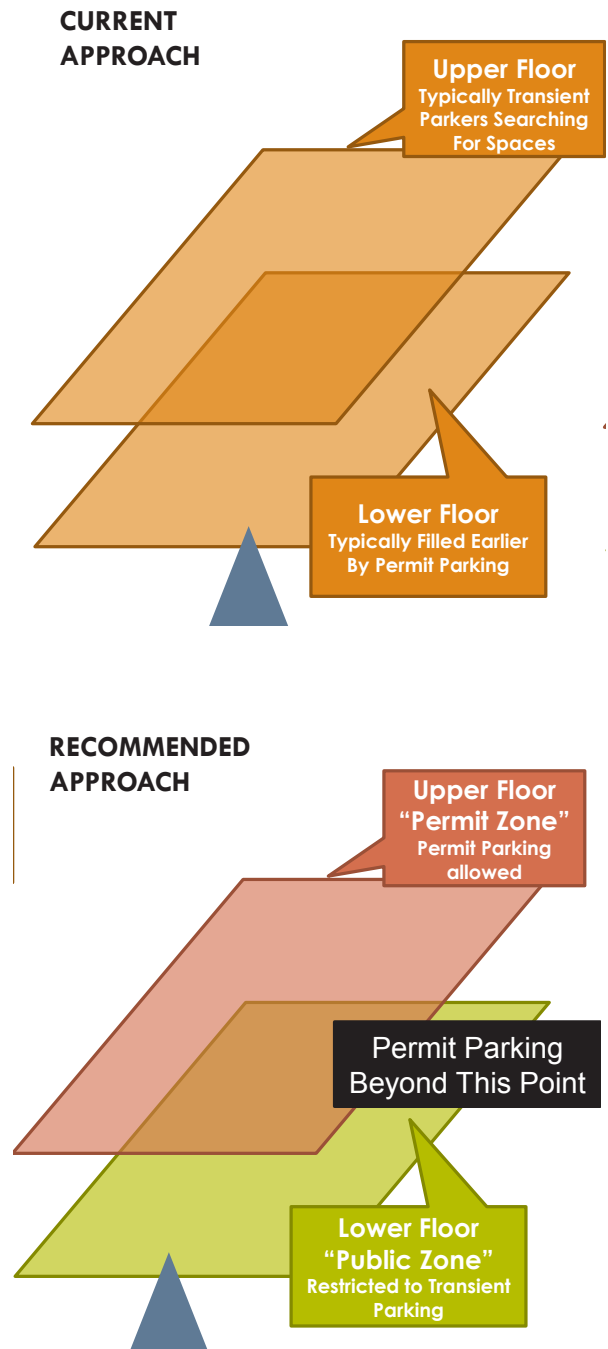 CURRENT
APPROACH
Upper Floor
Typically Transient
Parkers Searching
For Spaces
Lower Floor
Typically Filled Earlier
By Permit Parking
RECOMMENDED
APPROACH
Upper Floor
“Permit Zone”
Permit Parking
allowed
Permit Parking
Beyond This Point
Lower Floor
“Public Zone”
Restricted to Transient
Parking